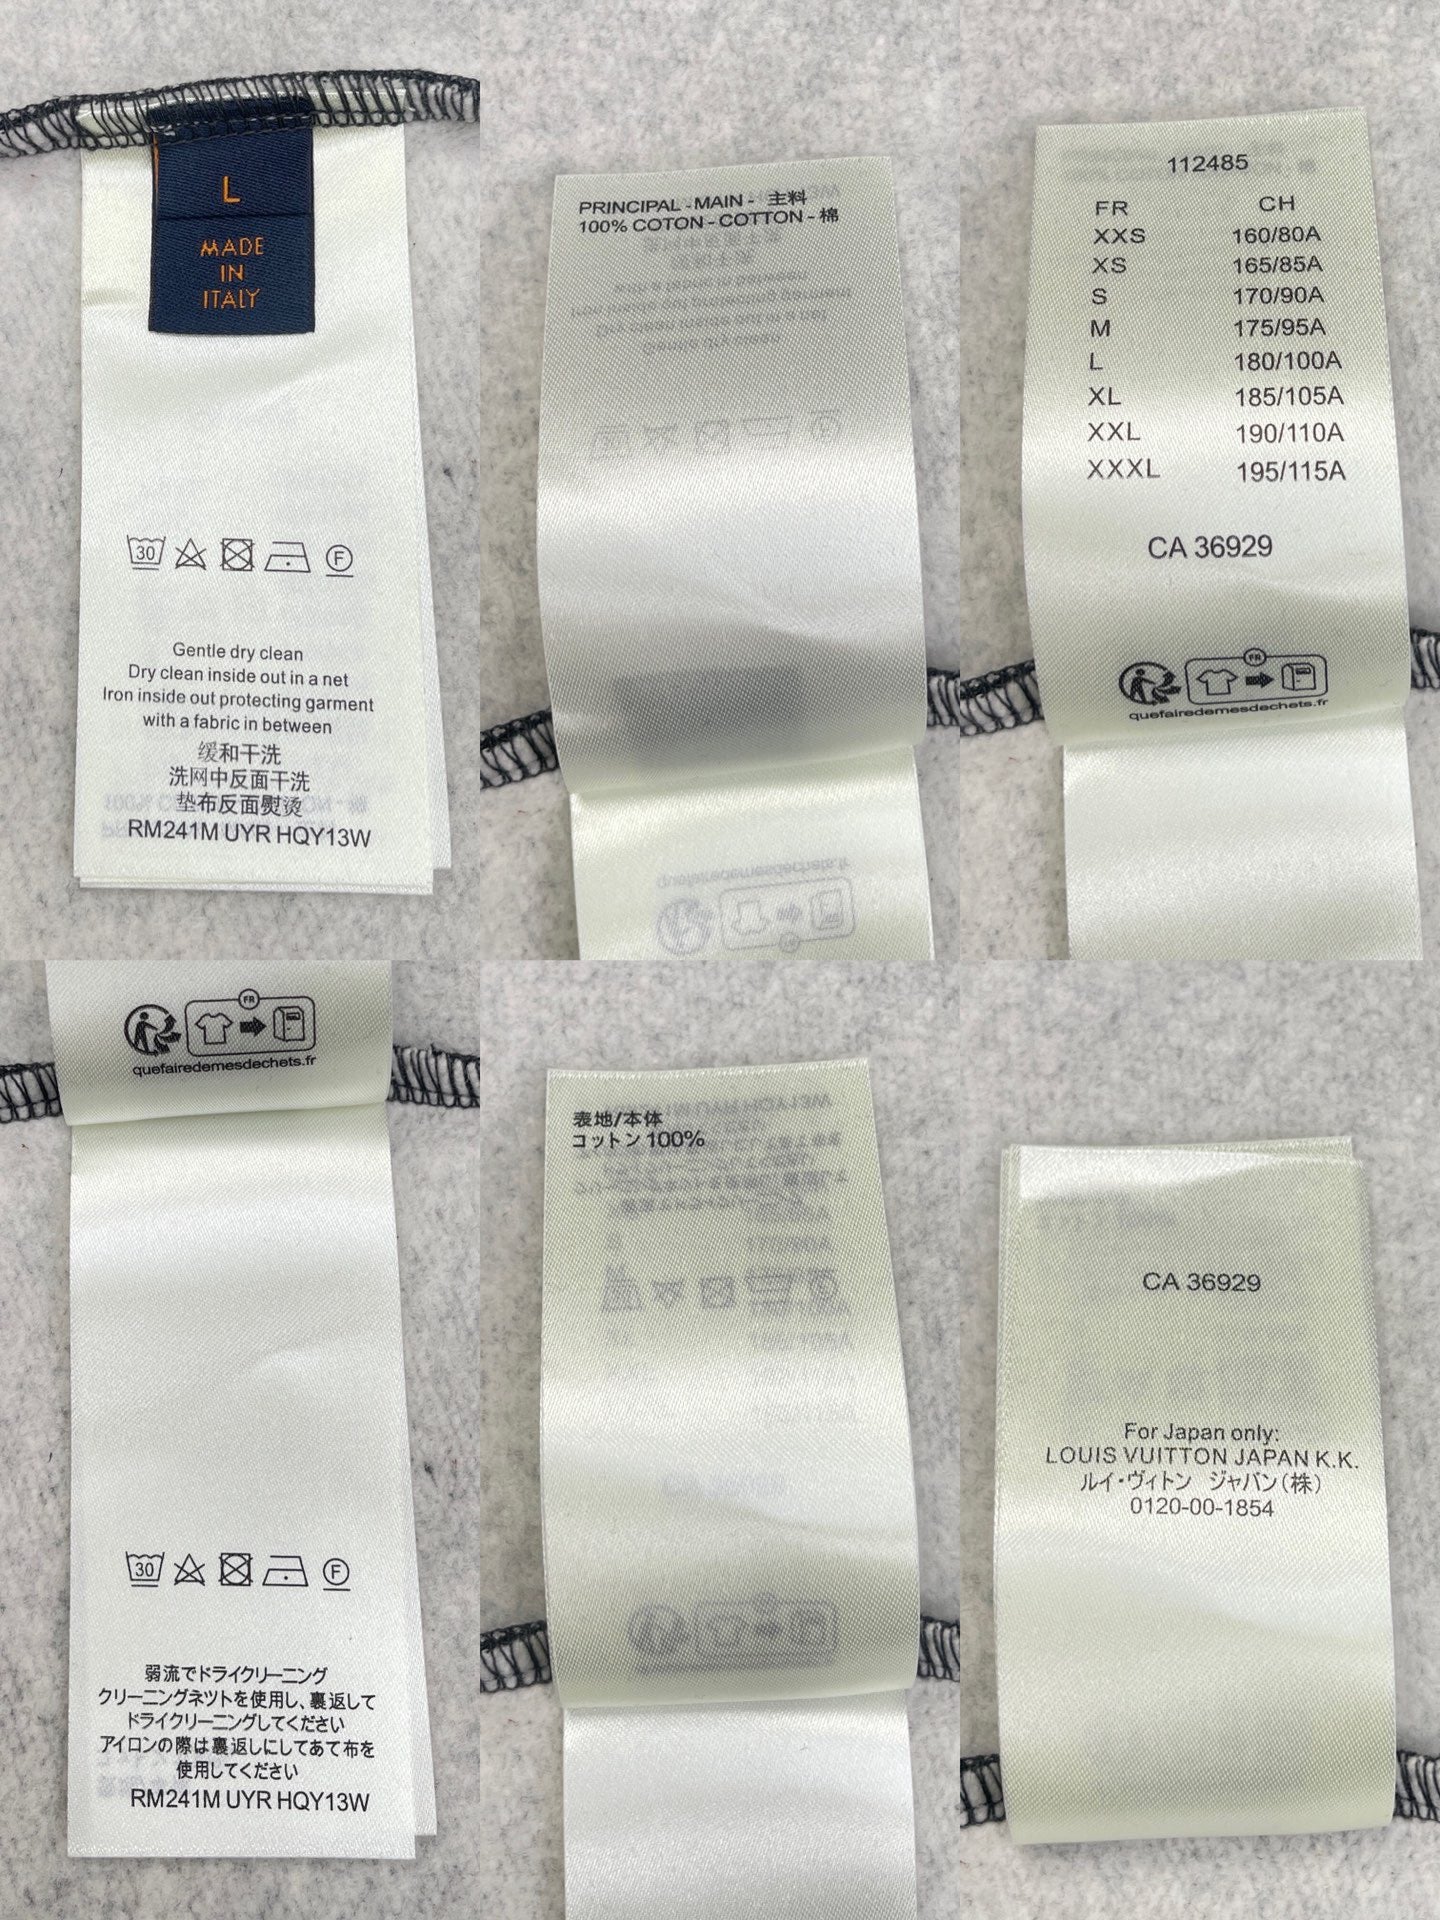 L
MADE
IN
ITALY
30
F
Gentle dry clean
Dry clean inside out in a net
Iron inside out protecting garment
with a fabric in between
缓和干洗
洗网中反面干洗
垫布反面熨烫
RM241M UYR HQY13W
PRINCIPAL - MAIN - 主料
100% COTON - COTTON - 棉
112485
FR CH
XXS 160/80A
XS 165/85A
S 170/90A
M 175/95A
L 180/100A
XL 185/105A
XXL 190/110A
XXXL 195/115A
CA 36929
FR
quefairedemesdechets.fr
FR
quefairedemesdechets.fr
30
F
弱流でドライクリーニング
クリーニングネツトを使用し、裏返して
ドライクリーニングしてください
アイロンの際は裏返しにしてあて布を
使用してください
RM241M UYR HQY13W
表地/本体
コットン 100%
CA 36929
For Japan only:
LOUIS VUITTON JAPAN K.K.
ルイ・ヴィトン ジャパン(株)
0120-00-1854